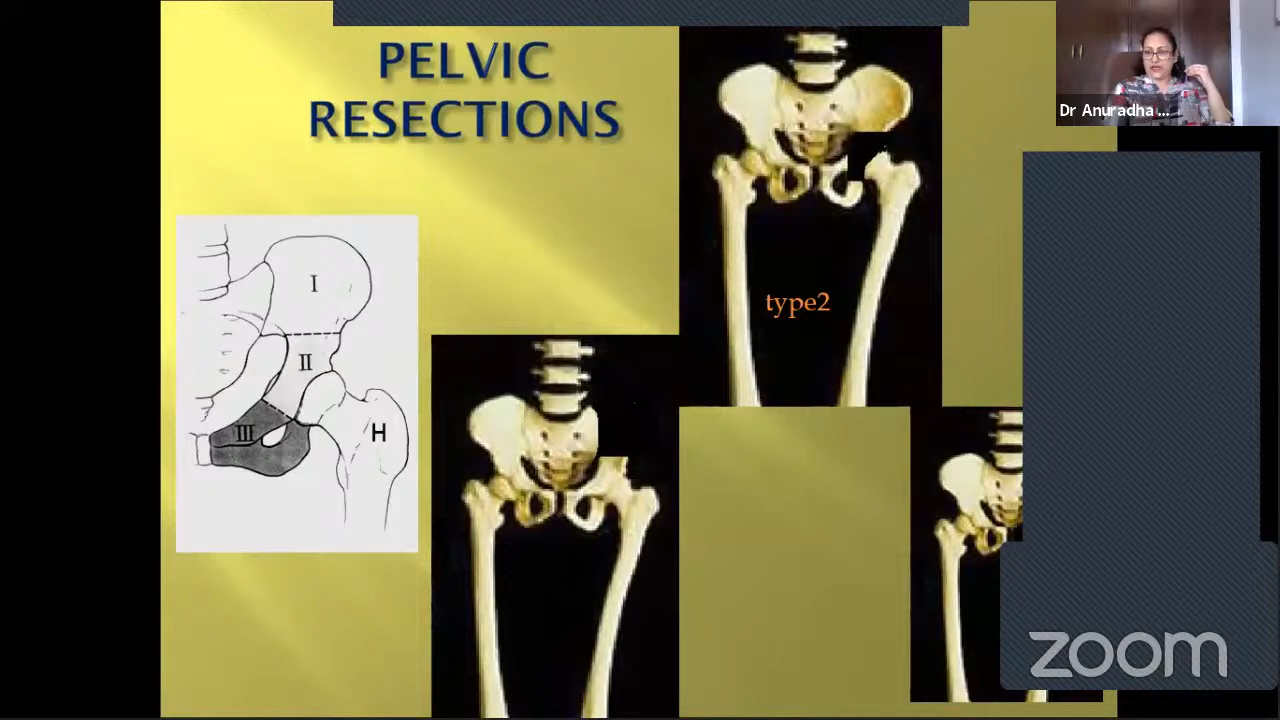 PELVIC
RESECTIONS
Dr Anuradha ...
I
II
III
H
type2
zoom